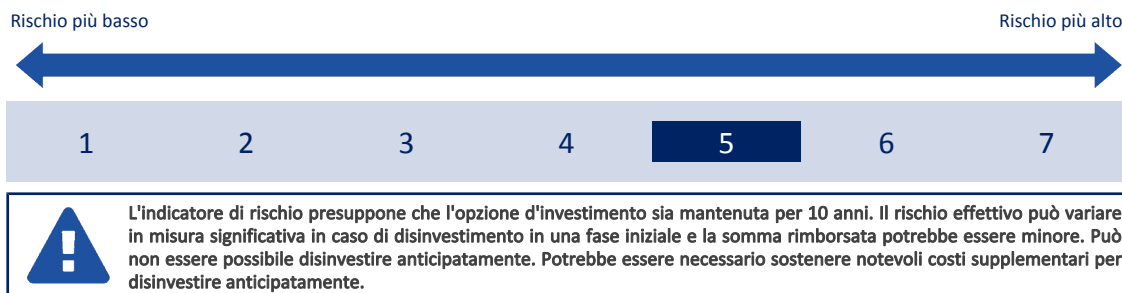 Rischio più basso Rischio più alto
1 2 3 4 5 6 7
L'indicatore di rischio presuppone che l'opzione d'investimento sia mantenuta per 10 anni. Il rischio effettivo può variare
in misura significativa in caso di disinvestimento in una fase iniziale e la somma rimborsata potrebbe essere minore. Può
non essere possibile disinvestire anticipatamente. Potrebbe essere necessario sostenere notevoli costi supplementari per
disinvestire anticipatamente.